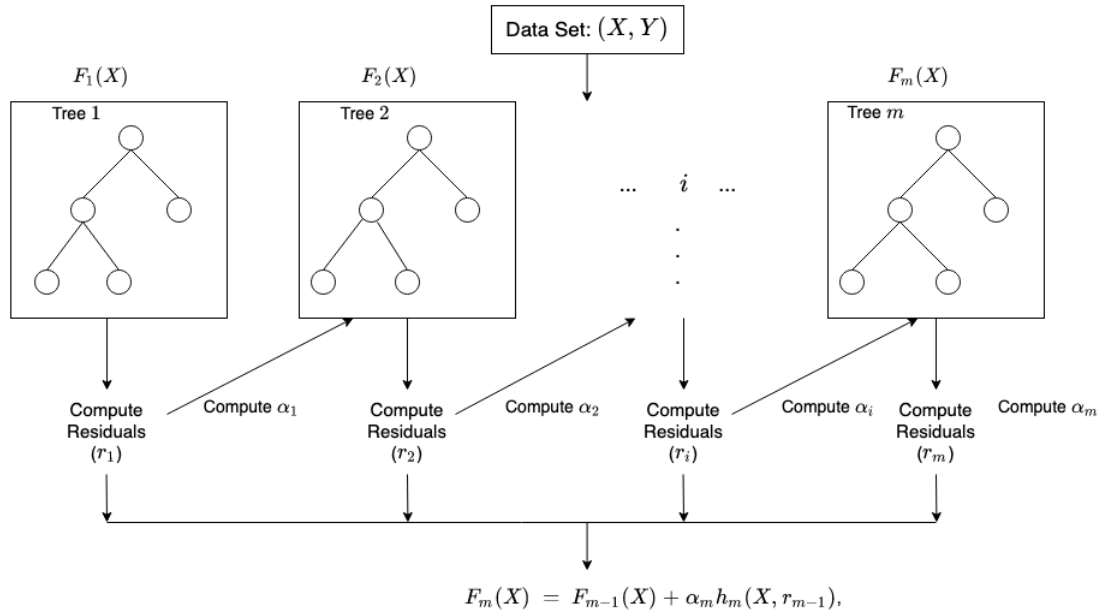 Data Set: (X, Y)
F₁(X)
F₂(X)
Fₘ(X)
Tree 1
Tree 2
Tree m
... i ...
.
.
.
Compute
Residuals
(r₁)
Compute α₁
Compute
Residuals
(r₂)
Compute α₂
Compute
Residuals
(rᵢ)
Compute αᵢ
Compute
Residuals
(rₘ)
Compute αₘ
Fₘ(X) = Fₘ₋₁(X) + αₘhₘ(X, rₘ₋₁),